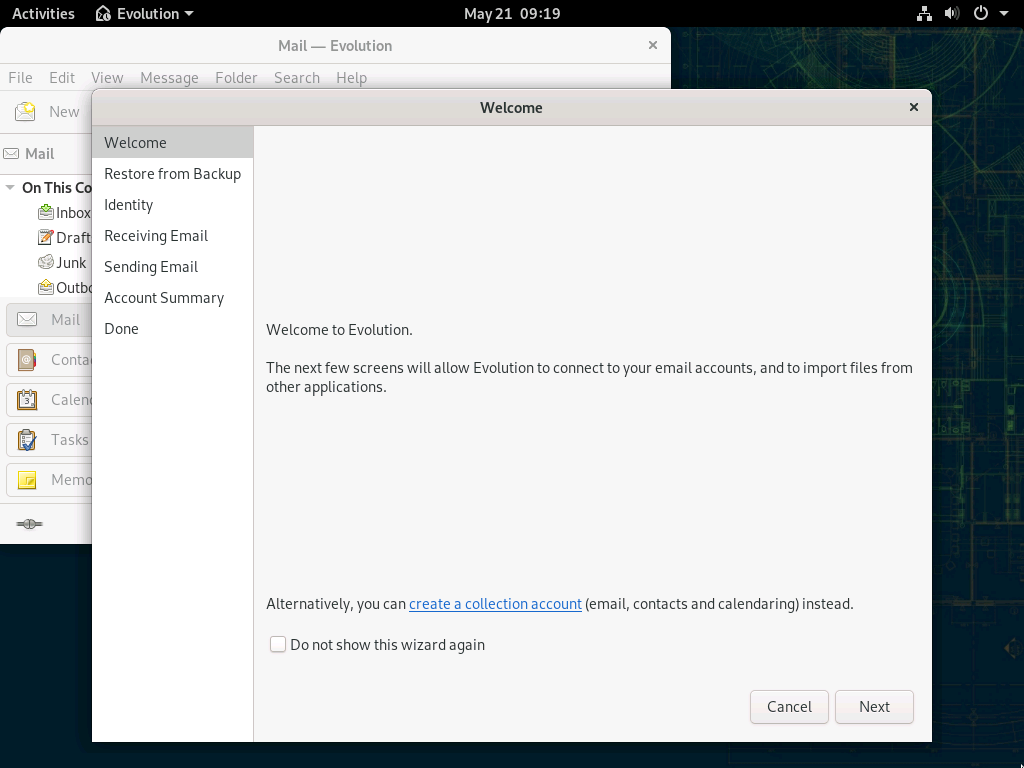 Activities Evolution May 21 09:19
Mail — Evolution
File Edit View Message Folder Search Help
New
Welcome
Mail
On This Co
Inbox
Draft
Junk
Outbo
Mail
Conta
Calend
Tasks
Memo
Welcome
Restore from Backup
Identity
Receiving Email
Sending Email
Account Summary
Done
Welcome to Evolution.
The next few screens will allow Evolution to connect to your email accounts, and to import files from
other applications.
Alternatively, you can create a collection account (email, contacts and calendaring) instead.
Do not show this wizard again
Cancel Next